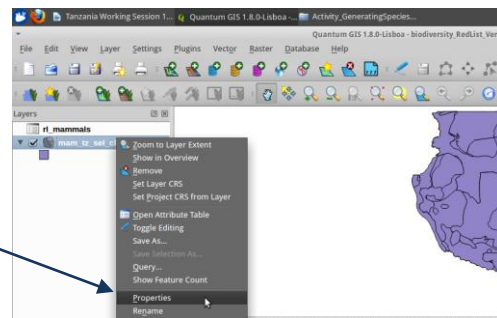 Tanzania Working Session 1... Quantum GIS 1.8.0-Lisboa -... Activity_GeneratingSpecies...
Quantum GIS 1.8.0-Lisboa - biodiversity_RedList_Ver
File Edit View Layer Settings Plugins Vector Raster Database Help
Layers
rl_mammals
Zoom to Layer Extent
Show in Overview
Remove
Set Layer CRS
Set Project CRS from Layer
Open Attribute Table
Toggle Editing
Save As...
Save Selection As...
Query...
Show Feature Count
Properties
Rename